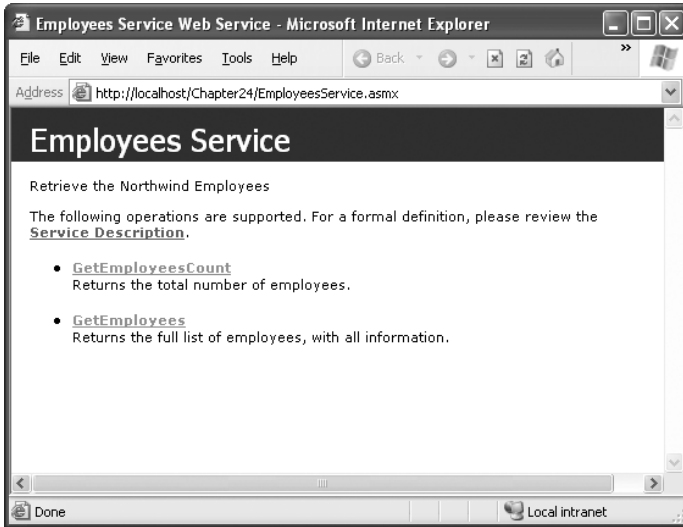 Employees Service Web Service - Microsoft Internet Explorer
File Edit View Favorites Tools Help Back »
Address http://localhost/Chapter24/EmployeesService.asmx
Employees Service
Retrieve the Northwind Employees
The following operations are supported. For a formal definition, please review the
Service Description.
• GetEmployeesCount
Returns the total number of employees.
• GetEmployees
Returns the full list of employees, with all information.
Done Local intranet